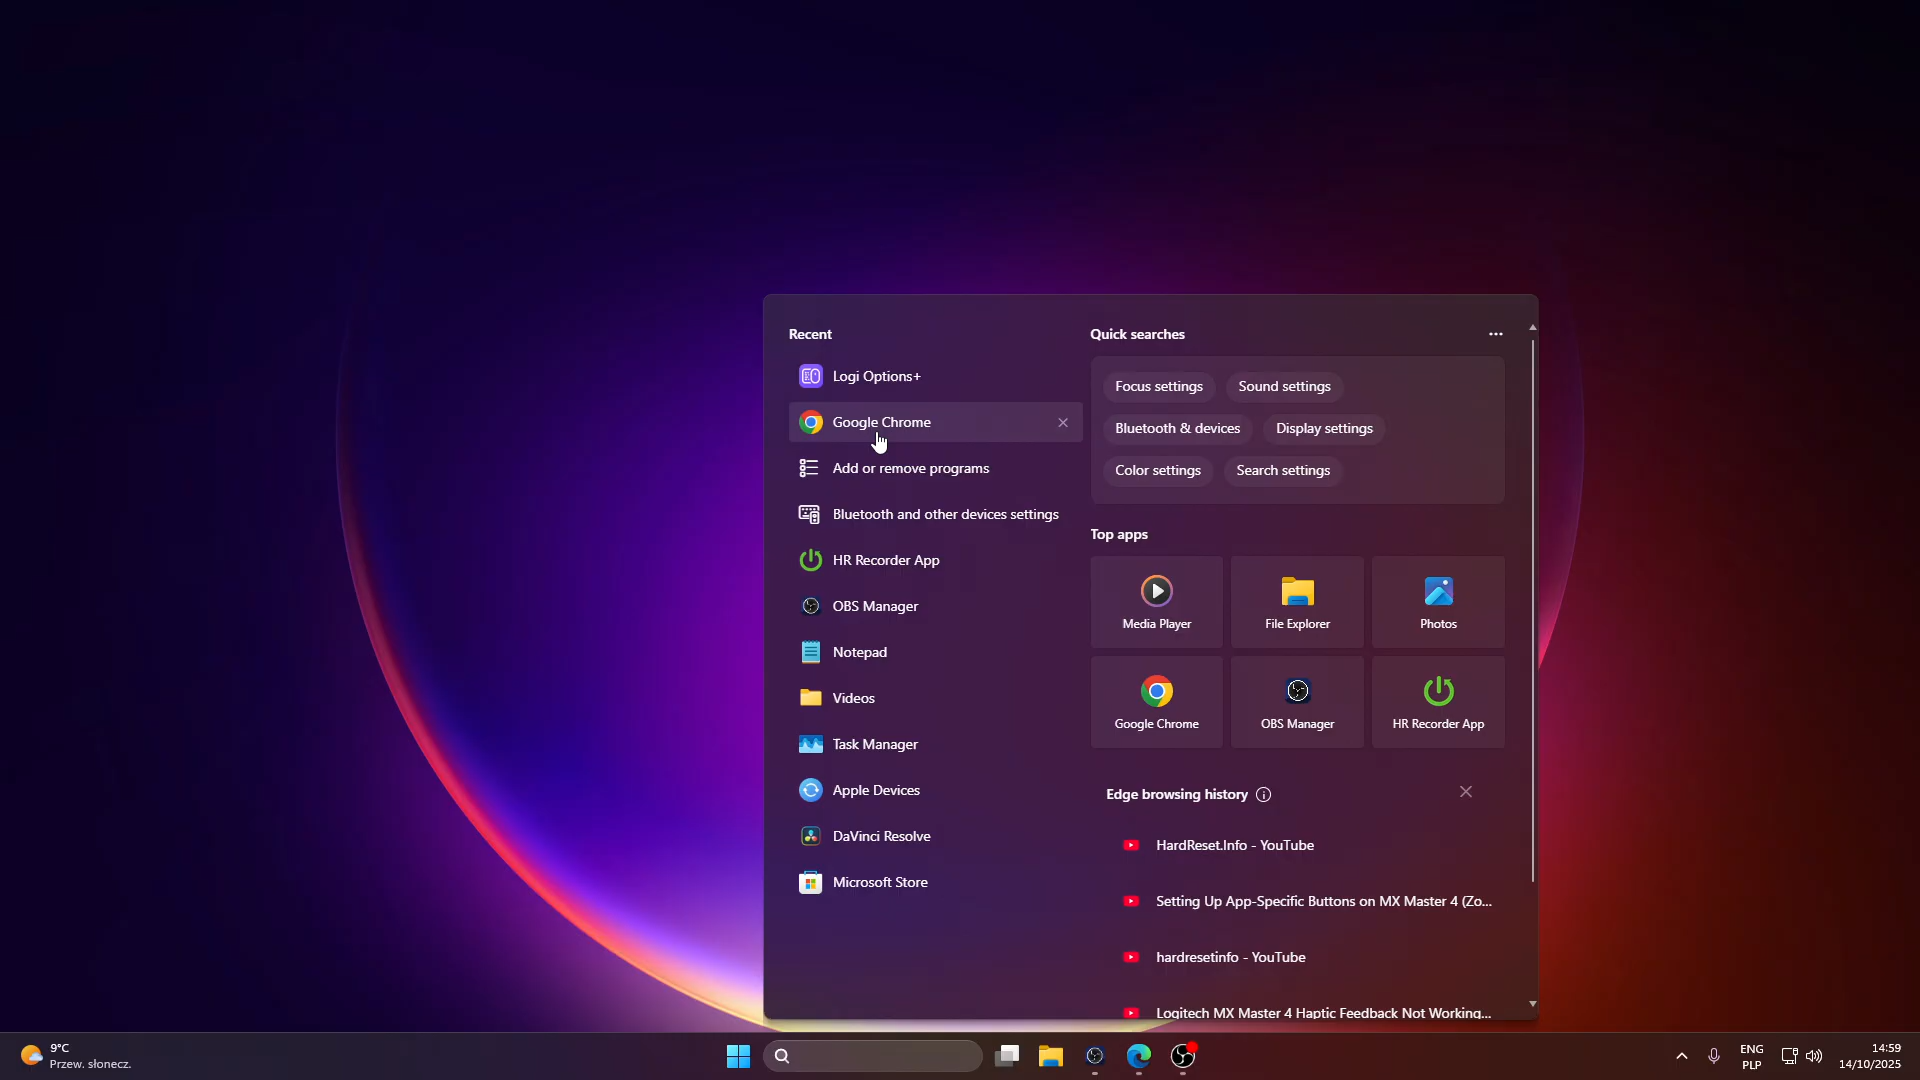 Recent
Logi Options+
Google Chrome
Add or remove programs
Bluetooth and other devices settings
HR Recorder App
OBS Manager
Notepad
Videos
Task Manager
Apple Devices
DaVinci Resolve
Microsoft Store
Quick searches
Focus settings
Sound settings
Bluetooth & devices
Display settings
Color settings
Search settings
Top apps
Media Player
File Explorer
Photos
Google Chrome
OBS Manager
HR Recorder App
Edge browsing history
HardReset.Info - YouTube
Setting Up App-Specific Buttons on MX Master 4 (Zo...
hardresetinfo - YouTube
Logitech MX Master 4 Haptic Feedback Not Working...
9°C
Przew. słonecz.
ENG
PLP
14:59
14/10/2025